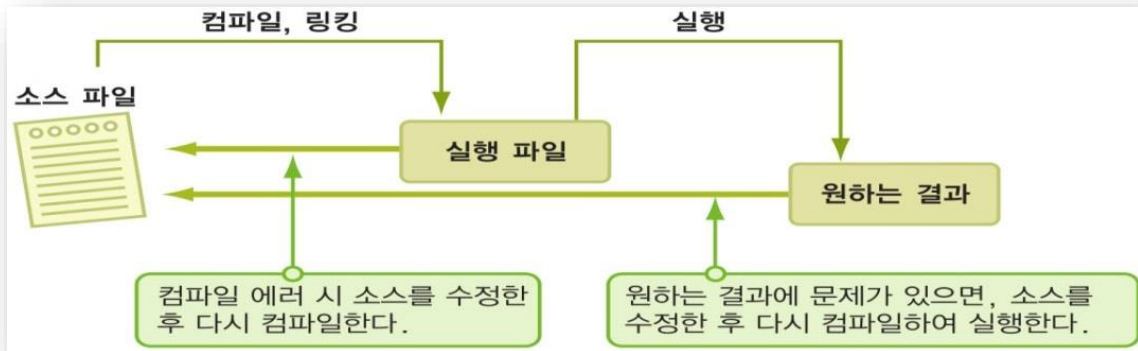 컴파일, 링킹
실행
소스 파일
실행 파일
원하는 결과
컴파일 에러 시 소스를 수정한
후 다시 컴파일한다.
원하는 결과에 문제가 있으면, 소스를
수정한 후 다시 컴파일하여 실행한다.